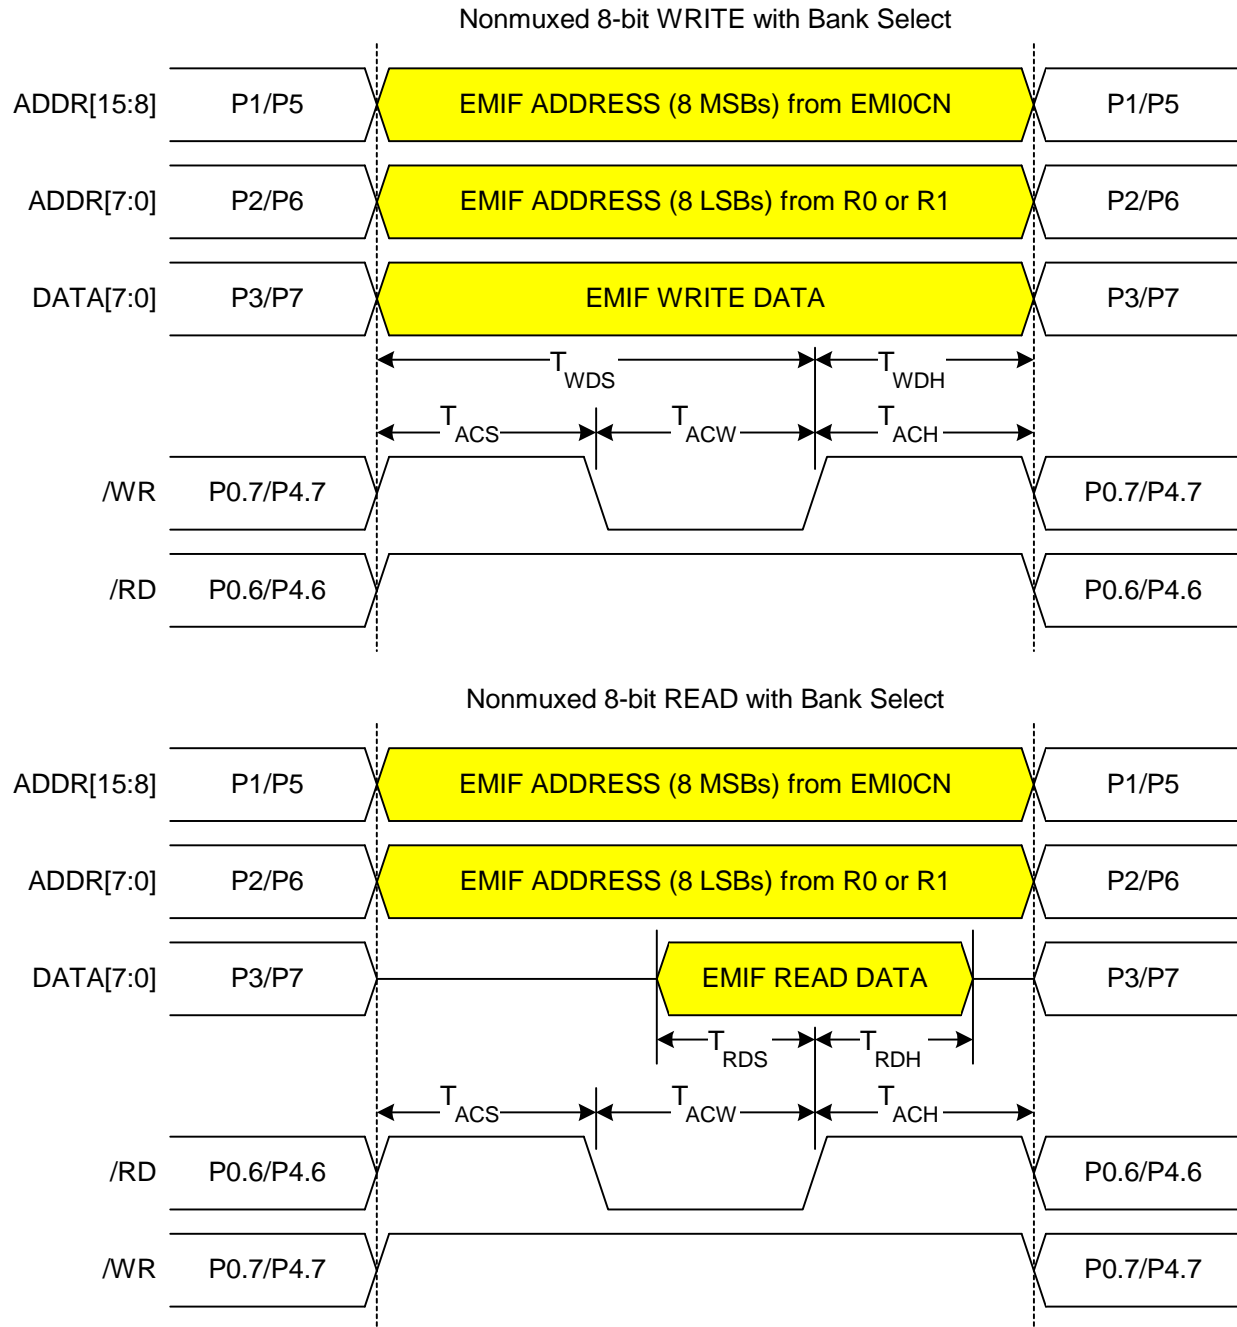 Nonmuxed 8-bit WRITE with Bank Select
ADDR[15:8] P1/P5 EMIF ADDRESS (8 MSBs) from EMI0CN P1/P5
ADDR[7:0] P2/P6 EMIF ADDRESS (8 LSBs) from R0 or R1 P2/P6
DATA[7:0] P3/P7 EMIF WRITE DATA P3/P7
TWDS TWDH
TACS TACW TACH
/WR P0.7/P4.7 P0.7/P4.7
/RD P0.6/P4.6 P0.6/P4.6
Nonmuxed 8-bit READ with Bank Select
ADDR[15:8] P1/P5 EMIF ADDRESS (8 MSBs) from EMI0CN P1/P5
ADDR[7:0] P2/P6 EMIF ADDRESS (8 LSBs) from R0 or R1 P2/P6
DATA[7:0] P3/P7 EMIF READ DATA P3/P7
TRDS TRDH
TACS TACW TACH
/RD P0.6/P4.6 P0.6/P4.6
/WR P0.7/P4.7 P0.7/P4.7